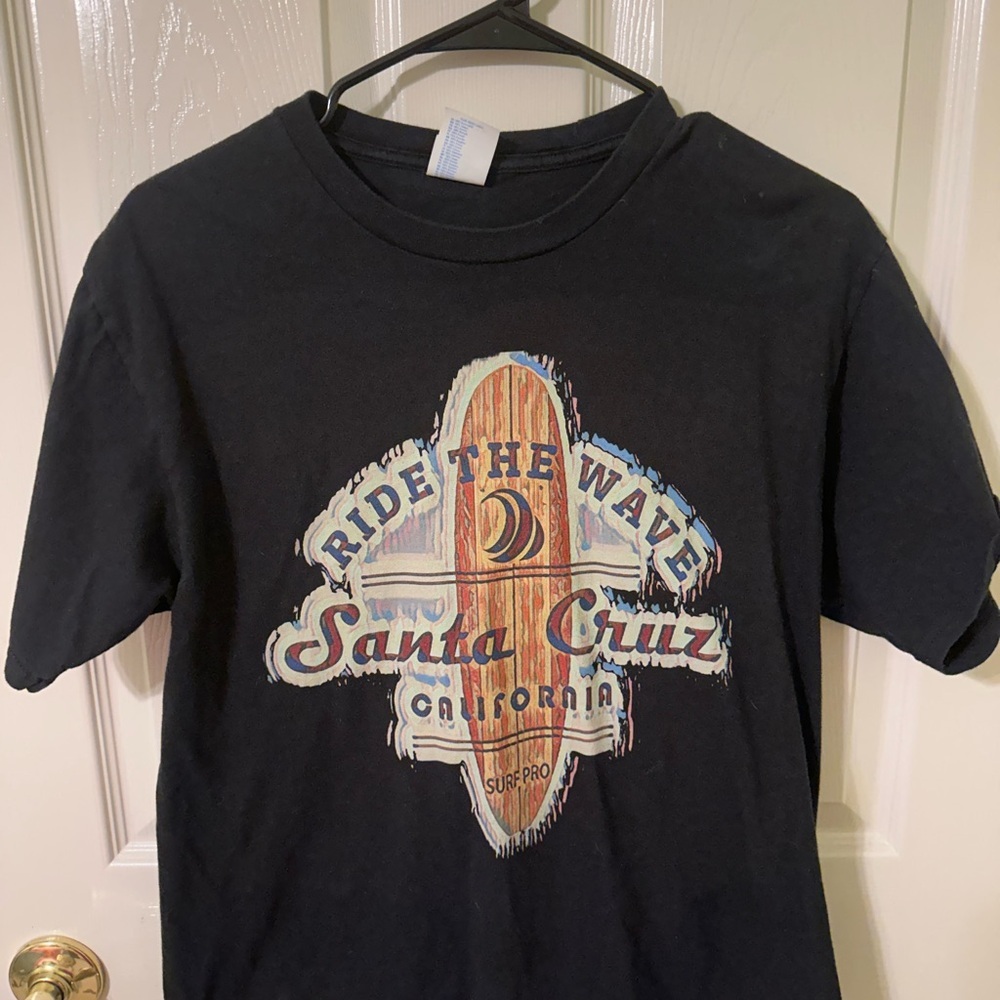 RIDE THE WAVE
Santa Cruz
CALIFORNIA
SURF PRO